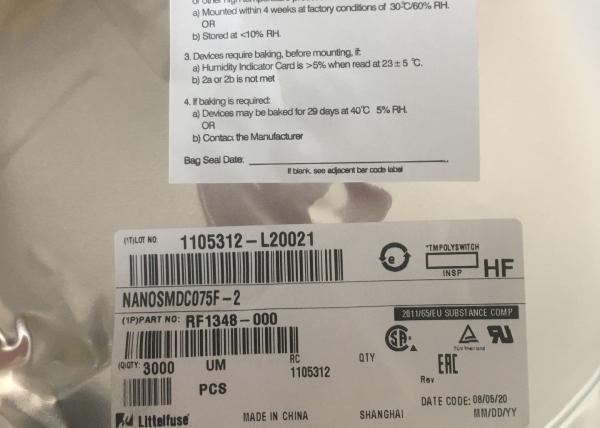 a) Mounted within 4 weeks at factory conditions of 30°C/60% RH.
OR
b) Stored at <10% RH.
3. Devices require baking, before mounting, if:
a) Humidity Indicator Card is >5% when read at 23±5 °C.
b) 2a or 2b is not met
4. If baking is required:
a) Devices may be baked for 29 days at 40°C 5% RH.
OR
b) Contact the Manufacturer
Bag Seal Date:
If blank, see adjacent bar code label
(1T)LOT NO: 1105312-L20021
*TMPOLYSWITCH
INSP HF
NANOSMDC075F-2
2011/65/EU SUBSTANCE COMP
(1P)PART NO: RF1348-000
(Q)QTY: 3000 UM RC QTY
1105312
PCS
EAC
Rev
DATE CODE: 08/05/20
MM/DD/YY
Littelfuse MADE IN CHINA SHANGHAI